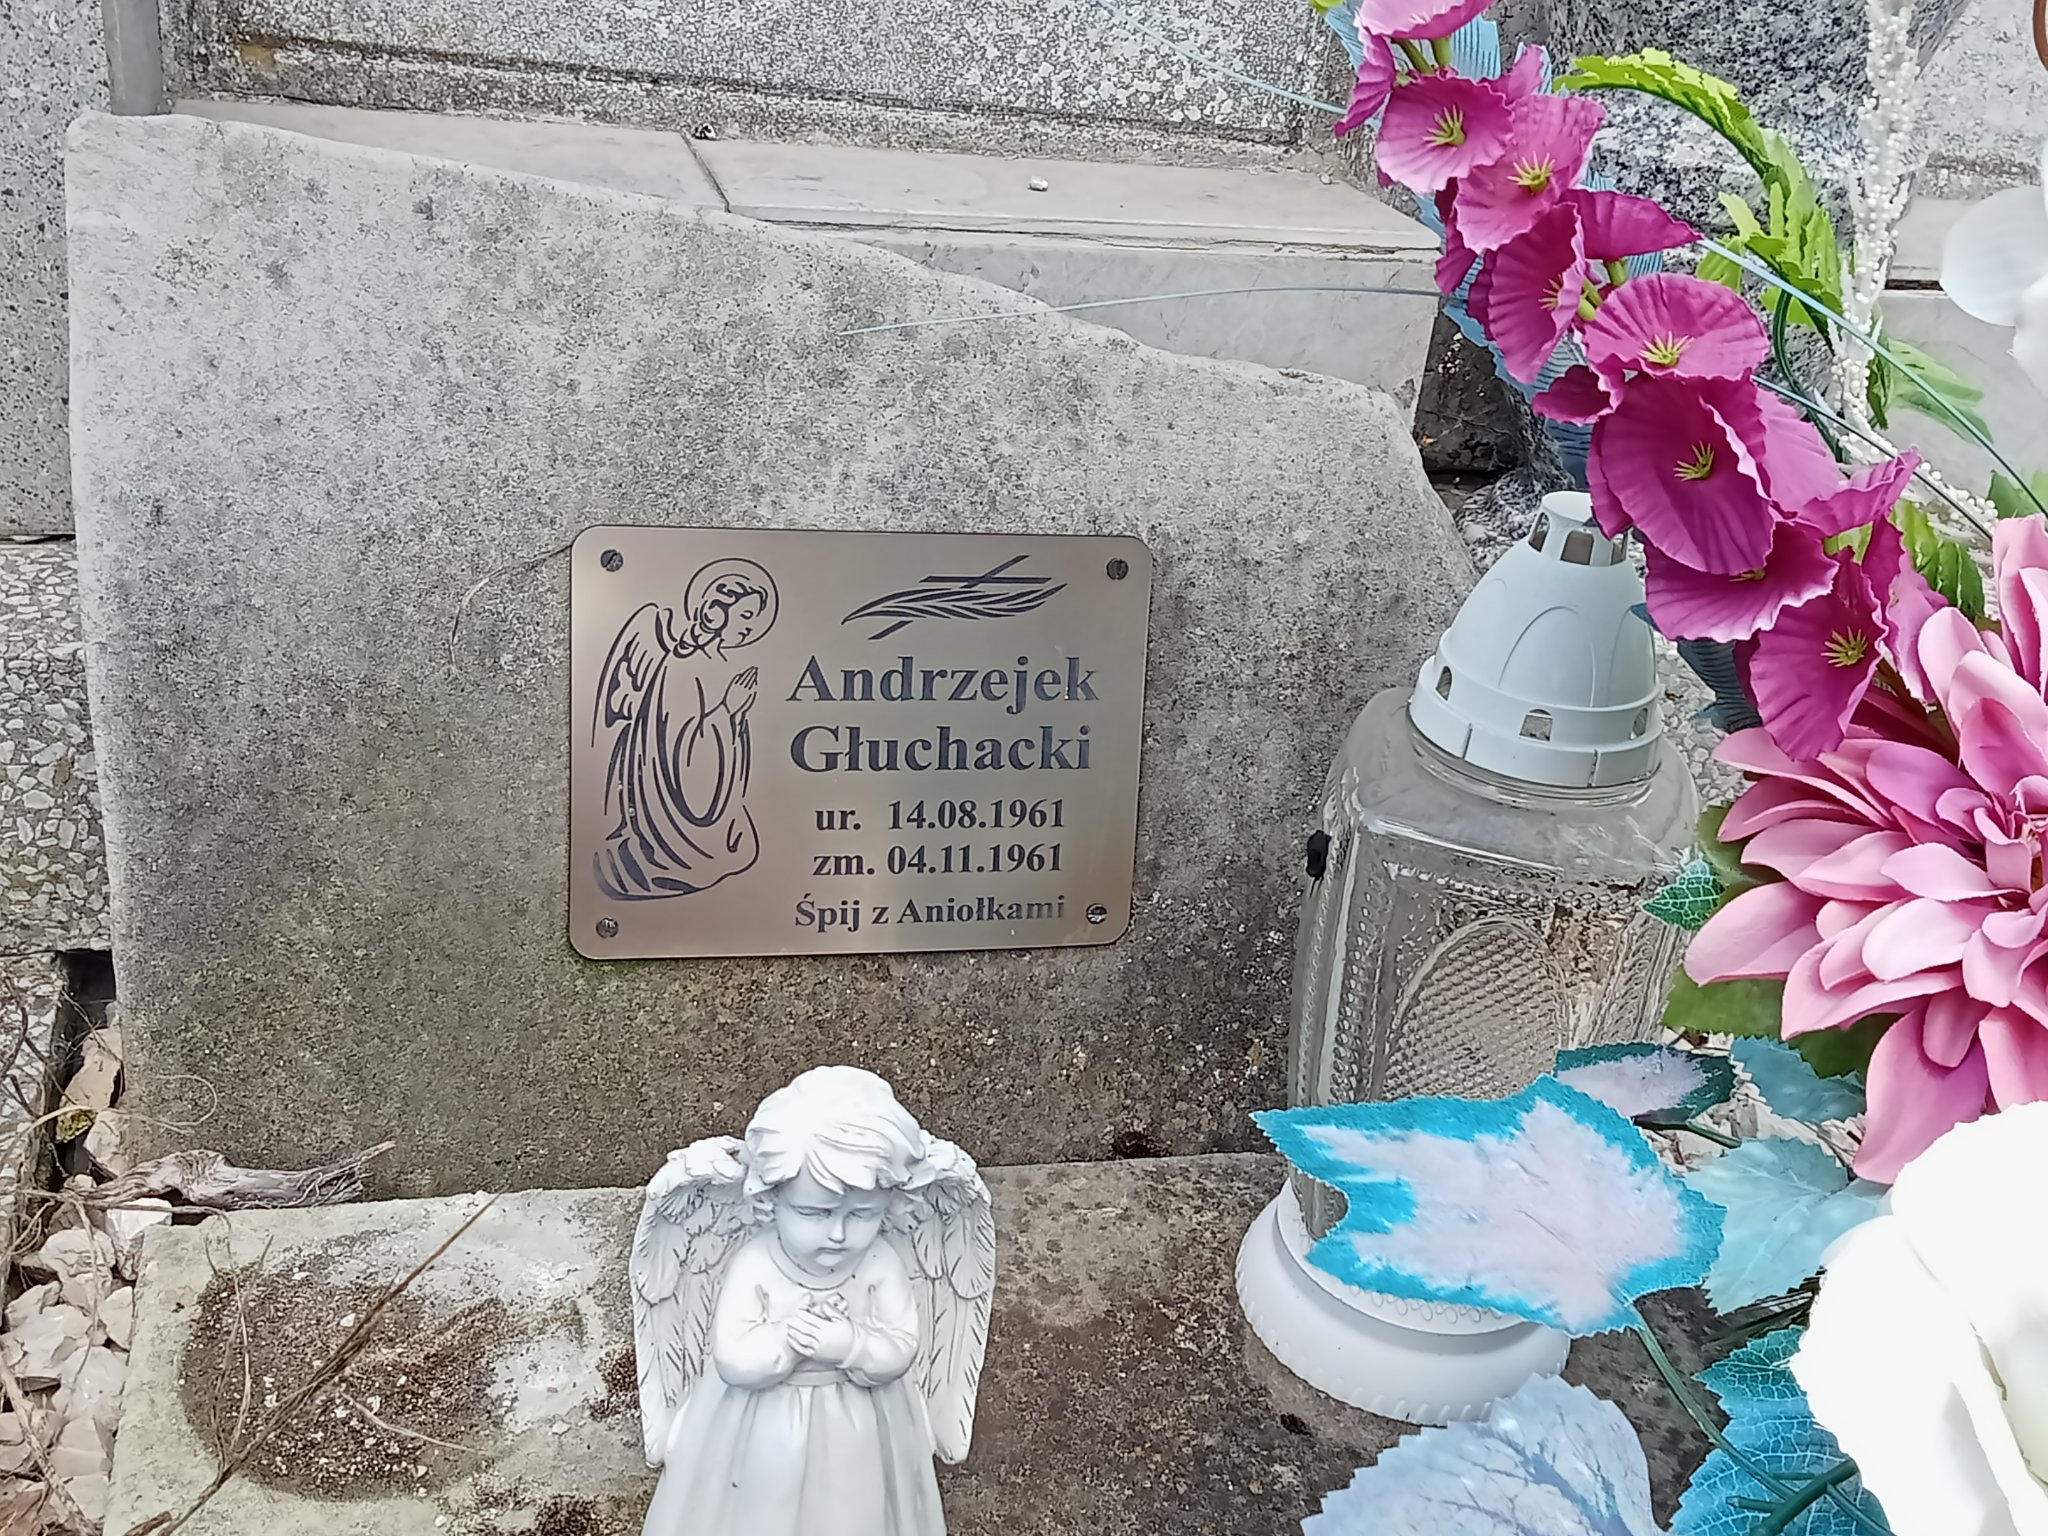 Andrzejek
Głuchacki
ur. 14.08.1961
zm. 04.11.1961
Śpij z Aniołkami